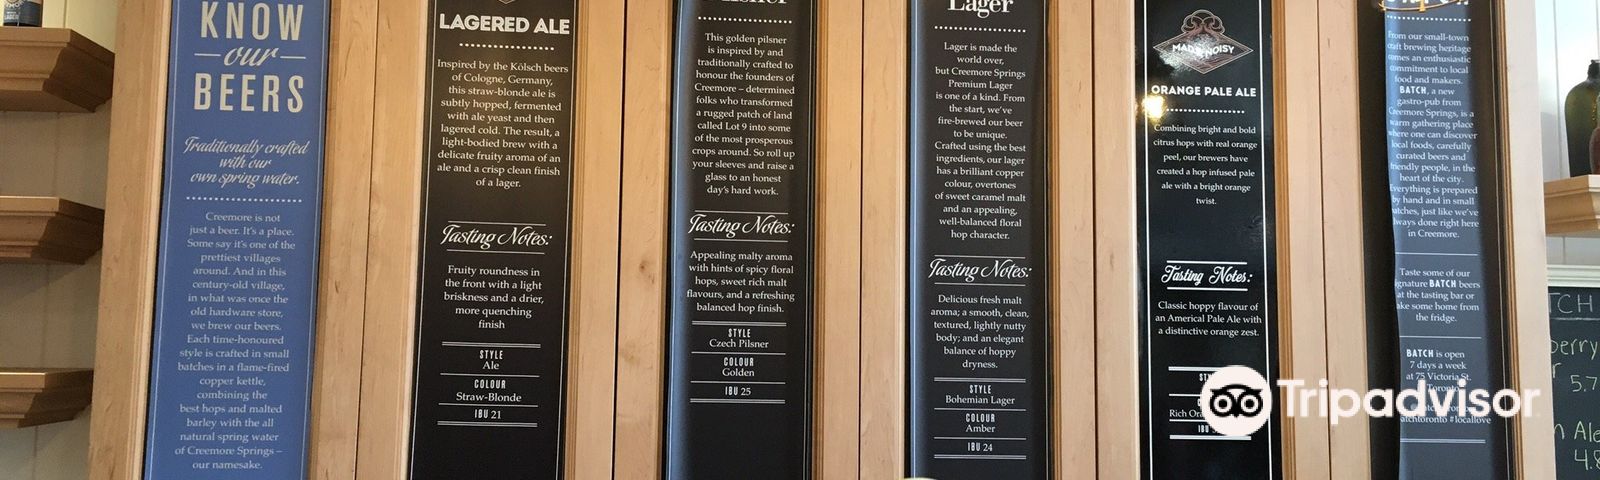 KNOW
our
BEERS
Traditionally crafted
with our
own spring water.
Creemore is not
just a beer. It's a place.
Some say it's one of the
prettiest villages
around. And in this
century-old village,
in what was once the
old hardware store,
we brew our beers.
Each time-honoured
style is crafted in small
batches in a flame-fired
copper kettle,
combining the
best hops and malted
barley with the all
natural spring water
of Creemore Springs –
our namesake.
LAGERED ALE
Inspired by the Kölsch beers
of Cologne, Germany,
this straw-blonde ale is
subtly hopped, fermented
with ale yeast and then
lagered cold. The result, a
light-bodied brew with a
delicate fruity aroma of an
ale and a crisp clean finish
of a lager.
Tasting Notes:
Fruity roundness in
the front with a light
briskness and a drier,
more quenching
finish
STYLE
Ale
COLOUR
Straw-Blonde
IBU 21
This golden pilsner
is inspired by and
traditionally crafted to
honour the founders of
Creemore – determined
folks who transformed
a rugged patch of land
called Lot 9 into some
of the most prosperous
crops around. So roll up
your sleeves and raise a
glass to an honest
day's hard work.
Tasting Notes:
Appealing malty aroma
with hints of spicy floral
hops, sweet rich malt
flavours, and a refreshing
balanced hop finish.
STYLE
Czech Pilsner
COLOUR
Golden
IBU 25
Lager
Lager is made the
world over,
but Creemore Springs
Premium Lager
is one of a kind. From
the start, we've
fire-brewed our beer
to be unique.
Crafted using the best
ingredients, our lager
has a brilliant copper
colour, overtones
of sweet caramel malt
and an appealing,
well-balanced floral
hop character.
Tasting Notes:
Delicious fresh malt
aroma; a smooth, clean,
textured, lightly nutty
body; and an elegant
balance of hoppy
dryness.
STYLE
Bohemian Lager
COLOUR
Amber
IBU 24
MAD & NOISY
ORANGE PALE ALE
Combining bright and bold
citrus hops with real orange
peel, our brewers have
created a hop infused pale
ale with a bright orange
twist.
Tasting Notes:
Classic hoppy flavour of
an Americal Pale Ale with
a distinctive orange zest.
Rich
IBU
From our small-town
craft brewing heritage
comes an enthusiastic
commitment to local
food and makers.
BATCH, a new
gastro-pub from
Creemore Springs, is a
warm gathering place
where one can discover
local foods, carefully
curated beers and
friendly people, in the
heart of the city.
Everything is prepared
by hand and in small
batches, just like we've
always done right here
in Creemore.
Taste some of our
signature BATCH beers
at the tasting bar or
take some home from
the fridge.
BATCH is open
7 days a week
at 75 Victoria St.
Toronto
#locallove
5.7
Ale
4.8
Tripadvisor